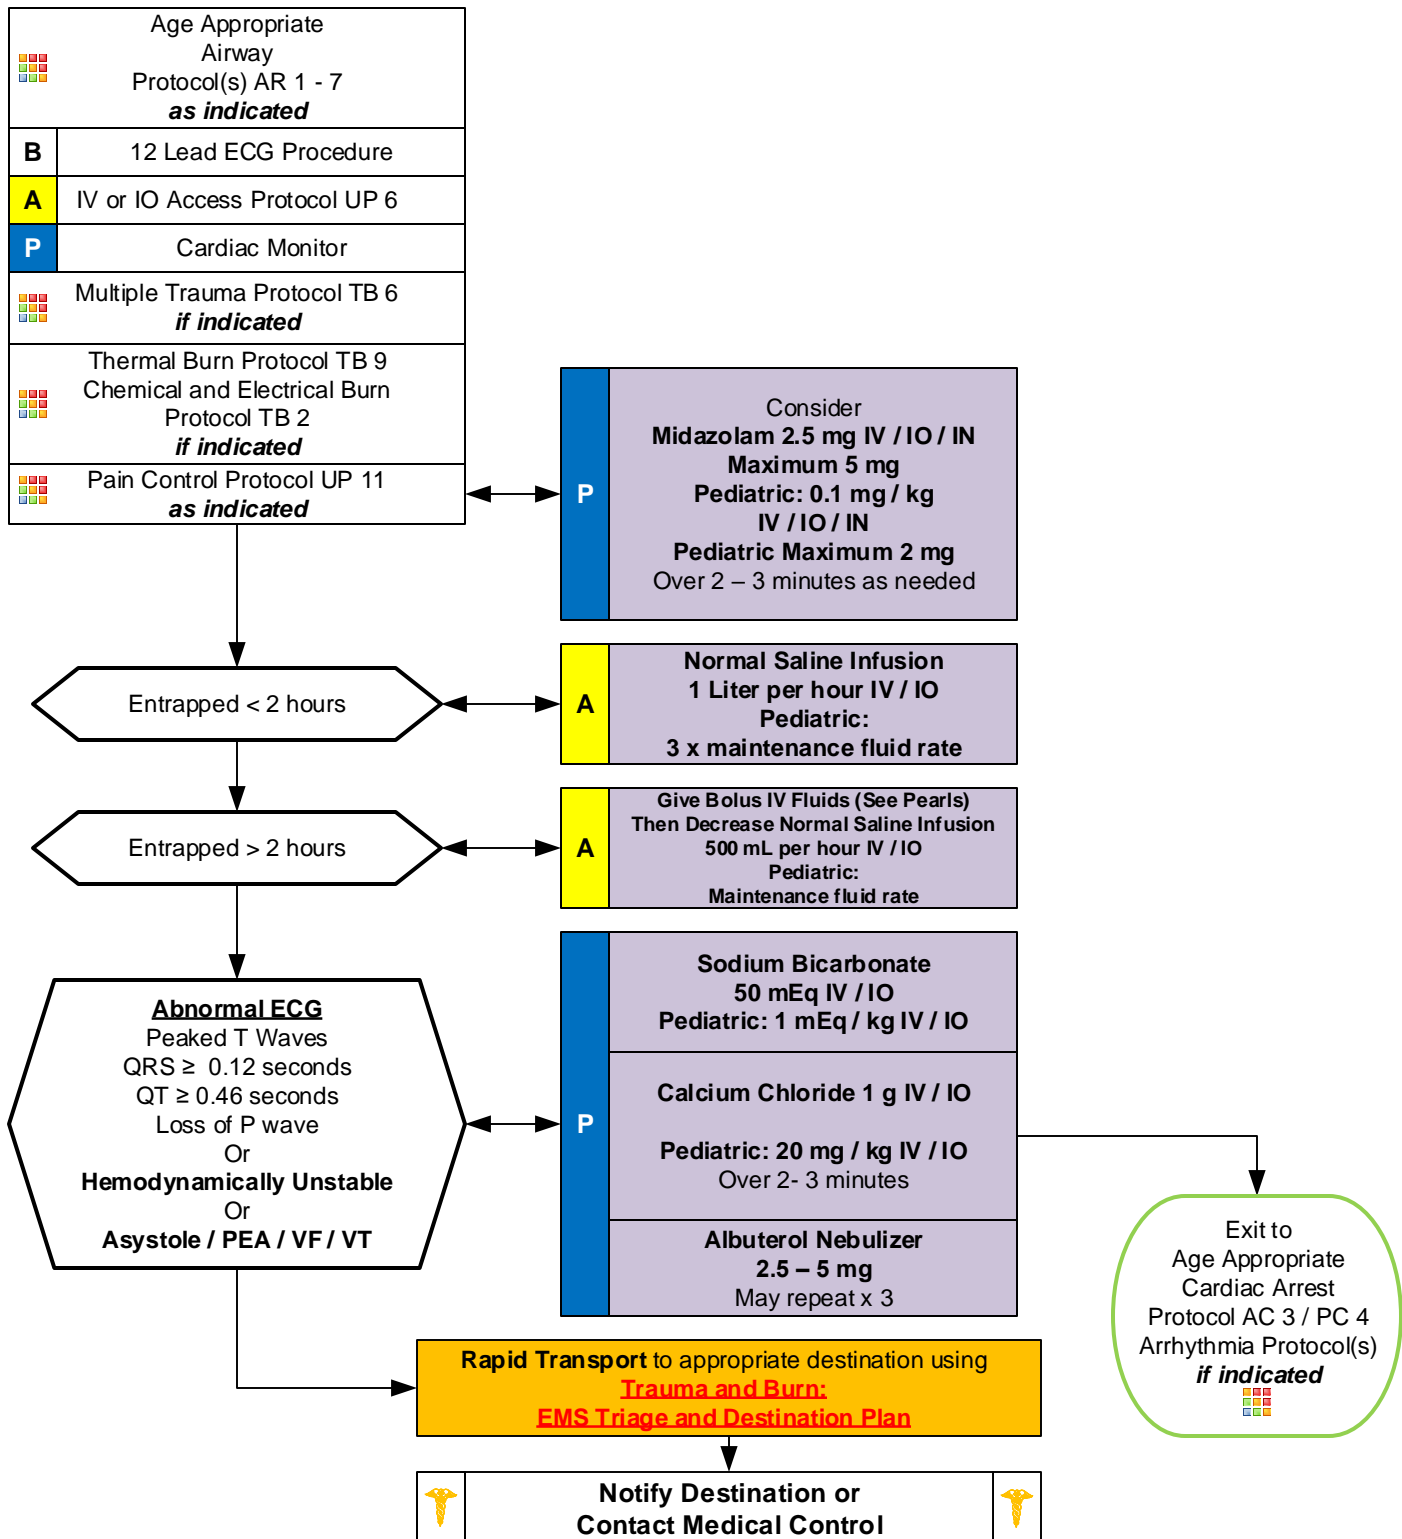 Age Appropriate
Airway
Protocol(s) AR 1 - 7
as indicated
B
12 Lead ECG Procedure
A
IV or IO Access Protocol UP 6
P
Cardiac Monitor
Multiple Trauma Protocol TB 6
if indicated
Thermal Burn Protocol TB 9
Chemical and Electrical Burn
Protocol TB 2
if indicated
Pain Control Protocol UP 11
as indicated
P
Consider
Midazolam 2.5 mg IV / IO / IN
Maximum 5 mg
Pediatric: 0.1 mg / kg
IV / IO / IN
Pediatric Maximum 2 mg
Over 2 – 3 minutes as needed
Entrapped < 2 hours
A
Normal Saline Infusion
1 Liter per hour IV / IO
Pediatric:
3 x maintenance fluid rate
Entrapped > 2 hours
A
Give Bolus IV Fluids (See Pearls)
Then Decrease Normal Saline Infusion
500 mL per hour IV / IO
Pediatric:
Maintenance fluid rate
Abnormal ECG
Peaked T Waves
QRS ≥ 0.12 seconds
QT ≥ 0.46 seconds
Loss of P wave
Or
Hemodynamically Unstable
Or
Asystole / PEA / VF / VT
P
Sodium Bicarbonate
50 mEq IV / IO
Pediatric: 1 mEq / kg IV / IO
Calcium Chloride 1 g IV / IO
Pediatric: 20 mg / kg IV / IO
Over 2- 3 minutes
Albuterol Nebulizer
2.5 – 5 mg
May repeat x 3
Exit to
Age Appropriate
Cardiac Arrest
Protocol AC 3 / PC 4
Arrhythmia Protocol(s)
if indicated
Rapid Transport to appropriate destination using
Trauma and Burn:
EMS Triage and Destination Plan
Notify Destination or
Contact Medical Control